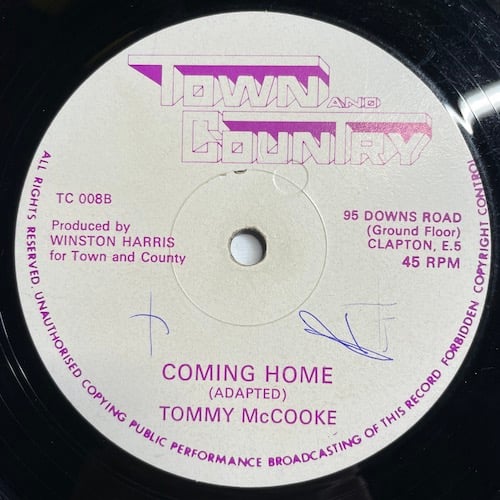 TOWN AND
COUNTRY
TC 008B
Produced by
WINSTON HARRIS
for Town and County
95 DOWNS ROAD
(Ground Floor)
CLAPTON, E.5
45 RPM
COMING HOME
(ADAPTED)
TOMMY McCOOKE
ALL RIGHTS RESERVED. UNAUTHORISED COPYING PUBLIC PERFORMANCE BROADCASTING OF THIS RECORD FORBIDDEN COPYRIGHT CONTROL